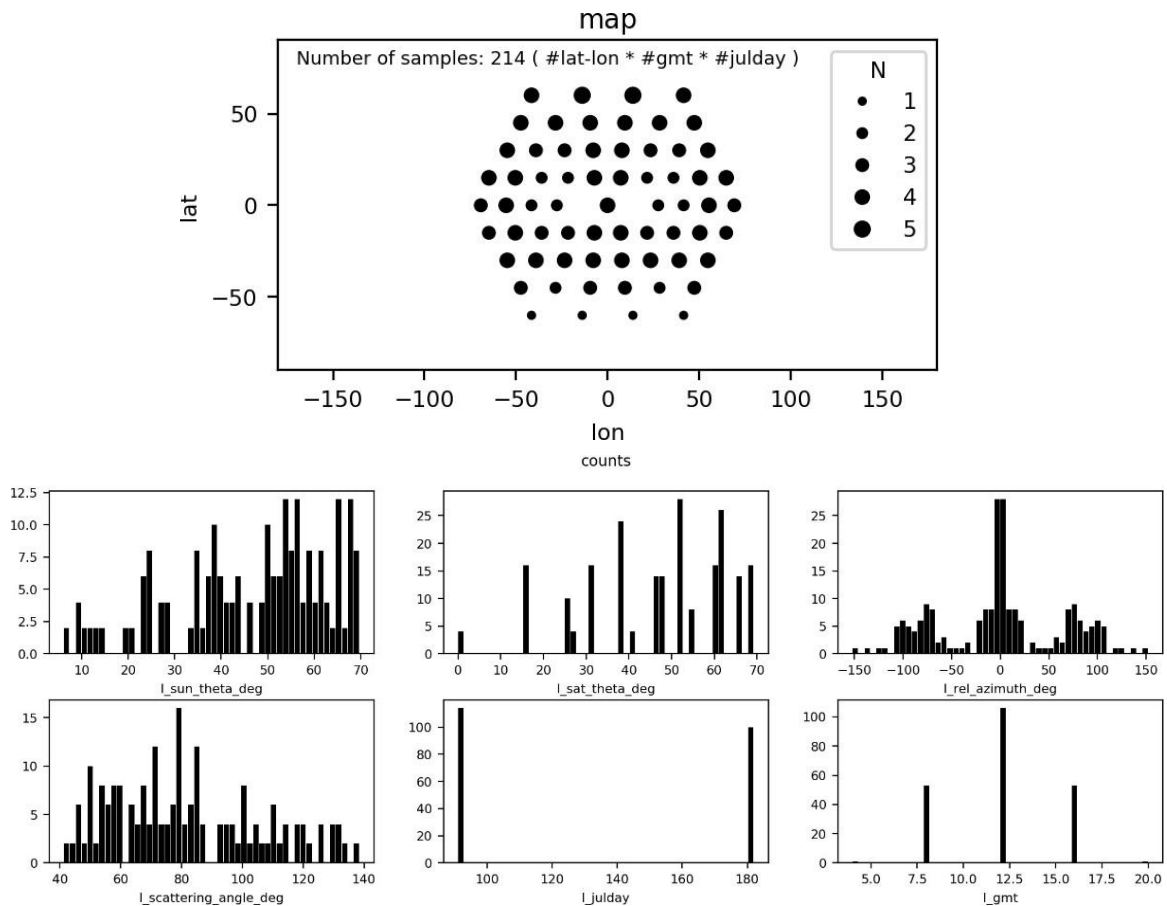 map
Number of samples: 214 ( #lat-lon * #gmt * #julday )
N
1
2
3
4
5
50
0
−50
lat
−150 −100 −50 0 50 100 150
lon
counts
12.5
10.0
7.5
5.0
2.5
0.0
10 20 30 40 50 60 70
l_sun_theta_deg
25
20
15
10
5
0
0 10 20 30 40 50 60 70
l_sat_theta_deg
25
20
15
10
5
0
−150 −100 −50 0 50 100 150
l_rel_azimuth_deg
15
10
5
0
40 60 80 100 120 140
l_scattering_angle_deg
100
80
60
40
20
0
100 120 140 160 180
l_julday
100
80
60
40
20
0
5.0 7.5 10.0 12.5 15.0 17.5 20.0
l_gmt